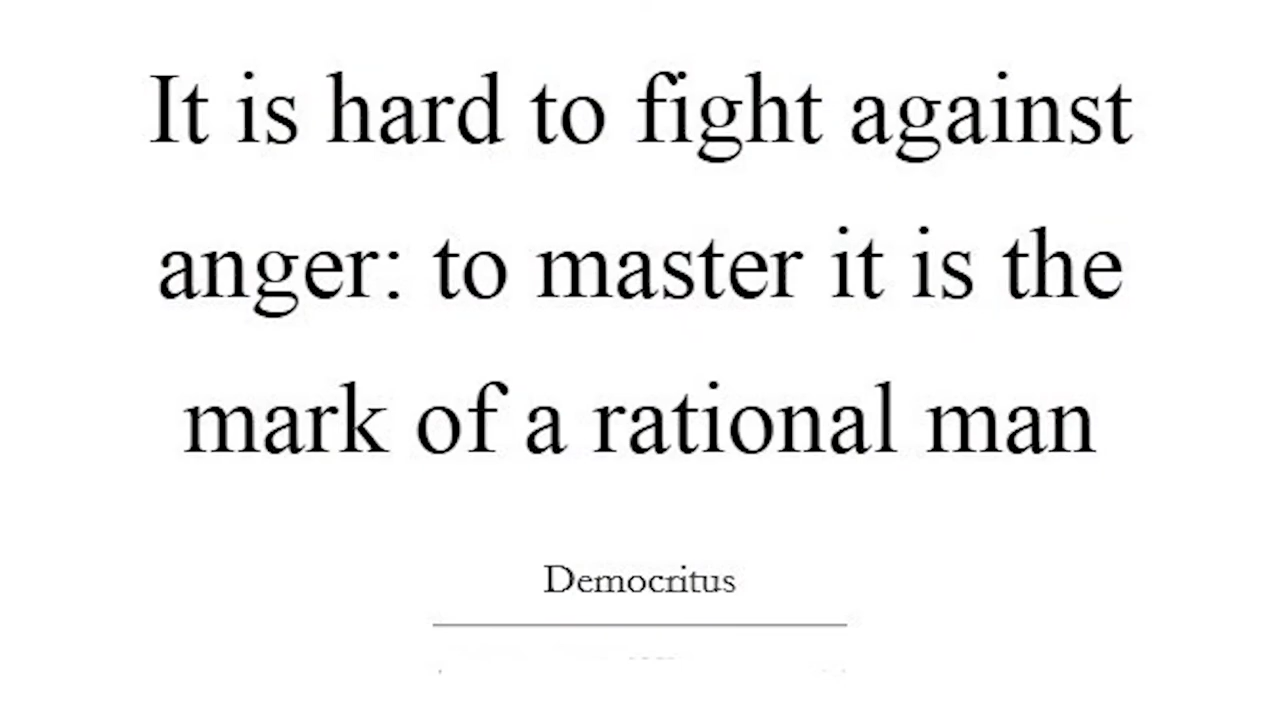 It is hard to fight against
anger: to master it is the
mark of a rational man
Democritus